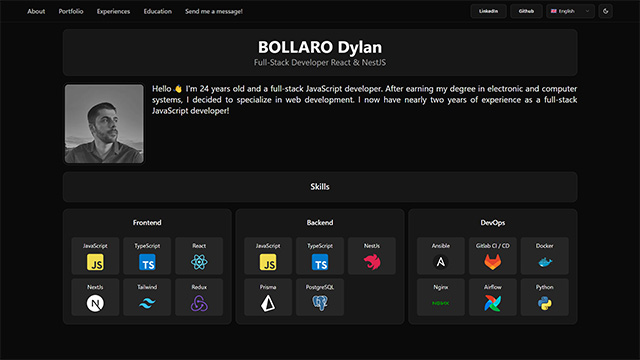 About Portfolio Experiences Education Send me a message! LinkedIn Github English
BOLLARO Dylan
Full-Stack Developer React & NestJS
Hello 👋 I'm 24 years old and a full-stack JavaScript developer. After earning my degree in electronic and computer
systems, I decided to specialize in web development. I now have nearly two years of experience as a full-stack
JavaScript developer!
Skills
Frontend
JavaScript TypeScript React
JS TS
NextJs Tailwind Redux
N
Backend
JavaScript TypeScript NestJs
JS TS
Prisma PostgreSQL
DevOps
Ansible Gitlab CI / CD Docker
A
Nginx Airflow Python
NGINX